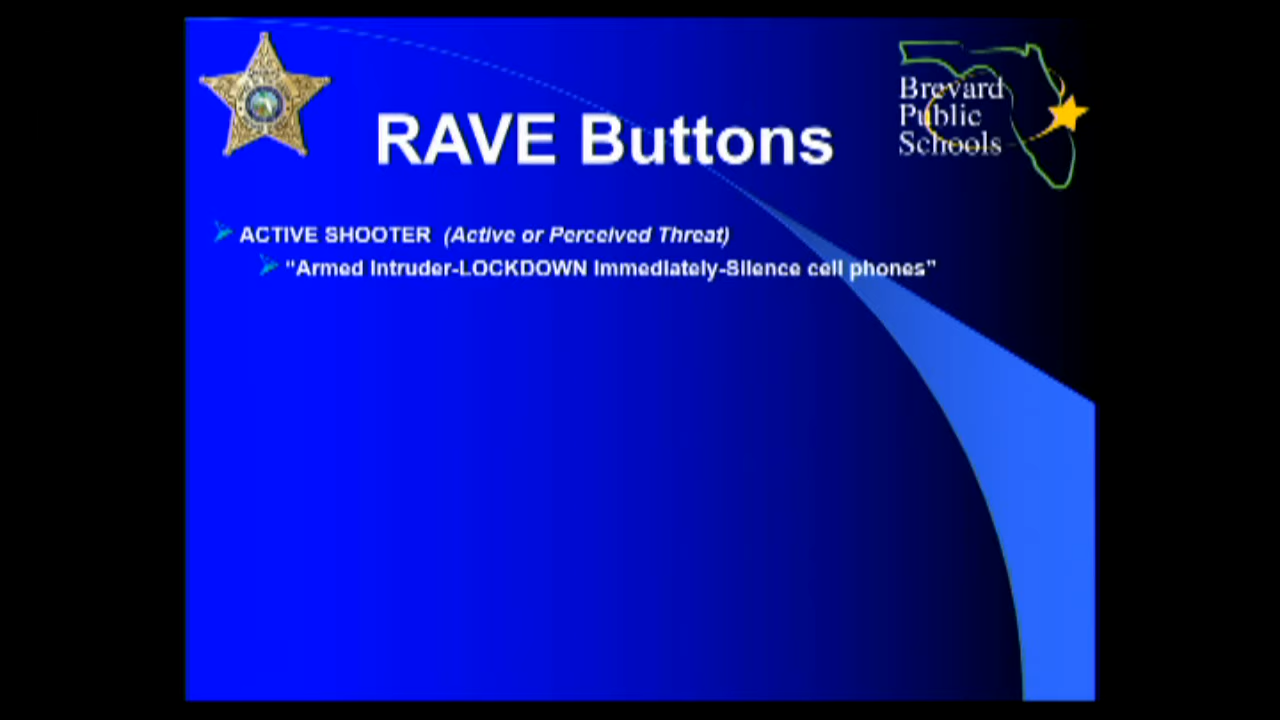 RAVE Buttons
Brevard
Public
Schools
ACTIVE SHOOTER (Active or Perceived Threat)
“Armed Intruder-LOCKDOWN Immediately-Silence cell phones”